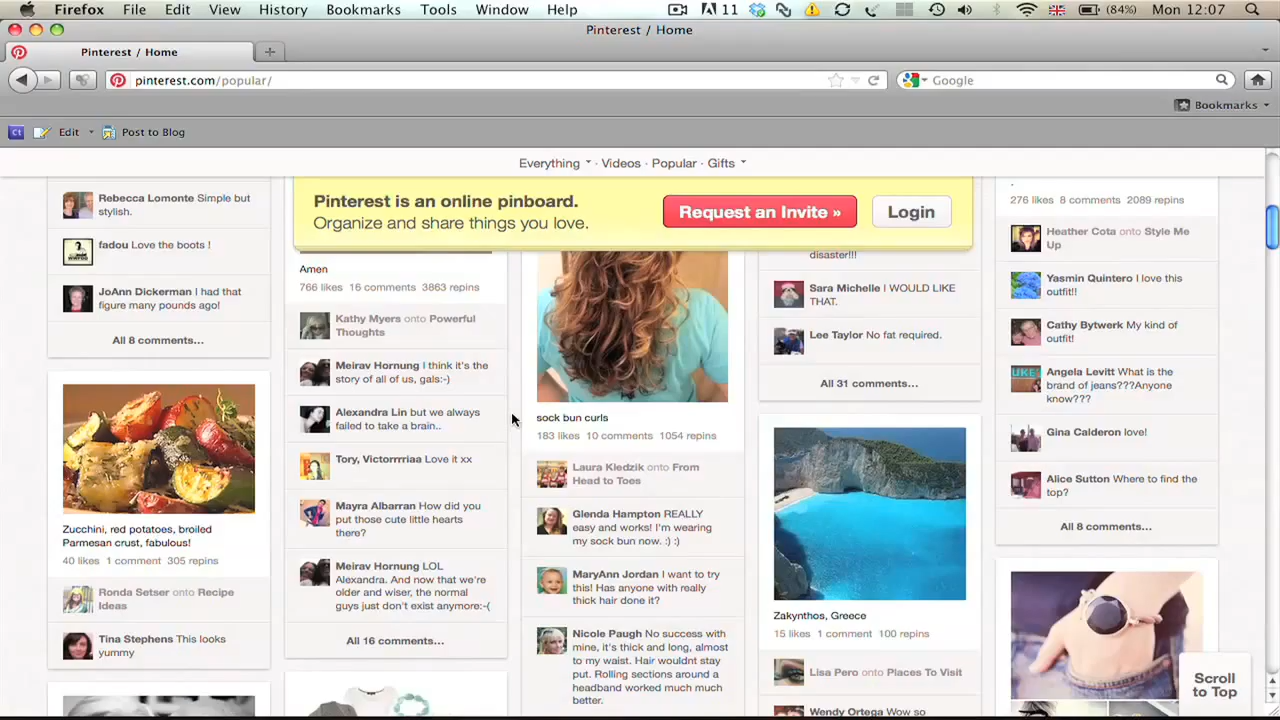 Firefox File Edit View History Bookmarks Tools Window Help 11 (84%) Mon 12:07
Pinterest / Home
Pinterest / Home
pinterest.com/popular/
Google
Bookmarks
Ct Edit Post to Blog
Everything · Videos · Popular · Gifts
Pinterest is an online pinboard.
Organize and share things you love.
Request an Invite »
Login
Rebecca Lomonte Simple but
stylish.
fadou Love the boots !
JoAnn Dickerman I had that
figure many pounds ago!
All 8 comments...
Zucchini, red potatoes, broiled
Parmesan crust, fabulous!
40 likes 1 comment 305 repins
Ronda Setser onto Recipe
Ideas
Tina Stephens This looks
yummy
Amen
766 likes 16 comments 3863 repins
Kathy Myers onto Powerful
Thoughts
Meirav Hornung I think it's the
story of all of us, gals:-)
Alexandra Lin but we always
failed to take a brain..
Tory, Victorrrriaa Love it xx
Mayra Albarran How did you
put those cute little hearts
there?
Meirav Hornung LOL
Alexandra. And now that we're
older and wiser, the normal
guys just don't exist anymore:-(
All 16 comments...
sock bun curls
183 likes 10 comments 1054 repins
Laura Kledzik onto From
Head to Toes
Glenda Hampton REALLY
easy and works! I'm wearing
my sock bun now. :) :)
MaryAnn Jordan I want to try
this! Has anyone with really
thick hair done it?
Nicole Paugh No success with
mine, it's thick and long, almost
to my waist. Hair wouldnt stay
put. Rolling sections around a
headband worked much much
better.
disaster!!!
Sara Michelle I WOULD LIKE
THAT.
Lee Taylor No fat required.
All 31 comments...
Zakynthos, Greece
15 likes 1 comment 100 repins
Lisa Pero onto Places To Visit
Wendy Ortega Wow so
.
276 likes 8 comments 2089 repins
Heather Cota onto Style Me
Up
Yasmin Quintero I love this
outfit!!
Cathy Bytwerk My kind of
outfit!
Angela Levitt What is the
brand of jeans???Anyone
know???
Gina Calderon love!
Alice Sutton Where to find the
top?
All 8 comments...
Scroll
to Top